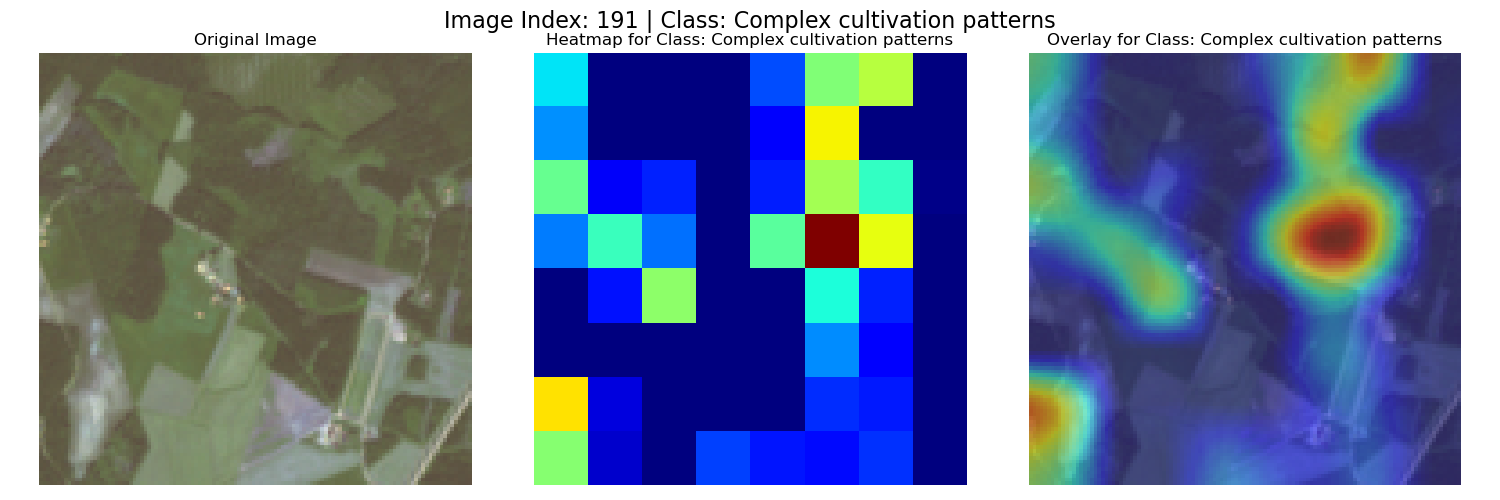 Image Index: 191 | Class: Complex cultivation patterns
Original Image
Heatmap for Class: Complex cultivation patterns
Overlay for Class: Complex cultivation patterns